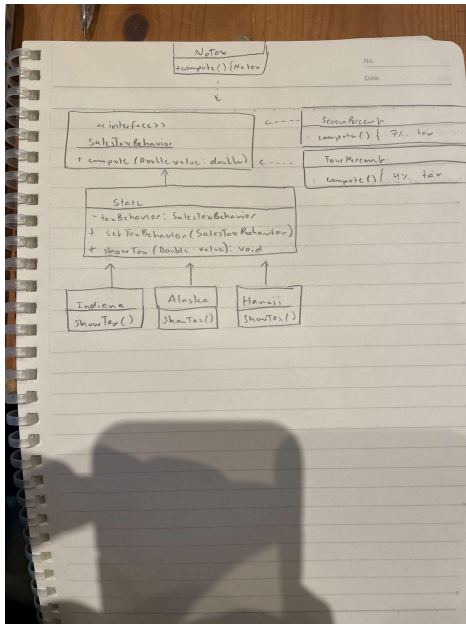 NoTax
+compute() {NoTax
No.
Date
<<interface>>
SalesTaxBehavior
+ compute (Double value: double)
SevenPercent
compute() { 7% tax
FourPercent
compute() { 4% tax
State
- taxBehavior: SalesTaxBehavior
+ setTaxBehavior(SalesTaxBehavior)
+ showTax (Double value): void
Indiana
showTax()
Alaska
showTax()
Hawaii
showTax()